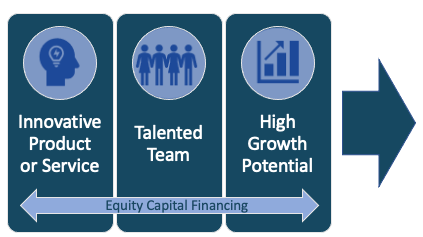 Innovative
Product
or Service
Talented
Team
High
Growth
Potential
Equity Capital Financing